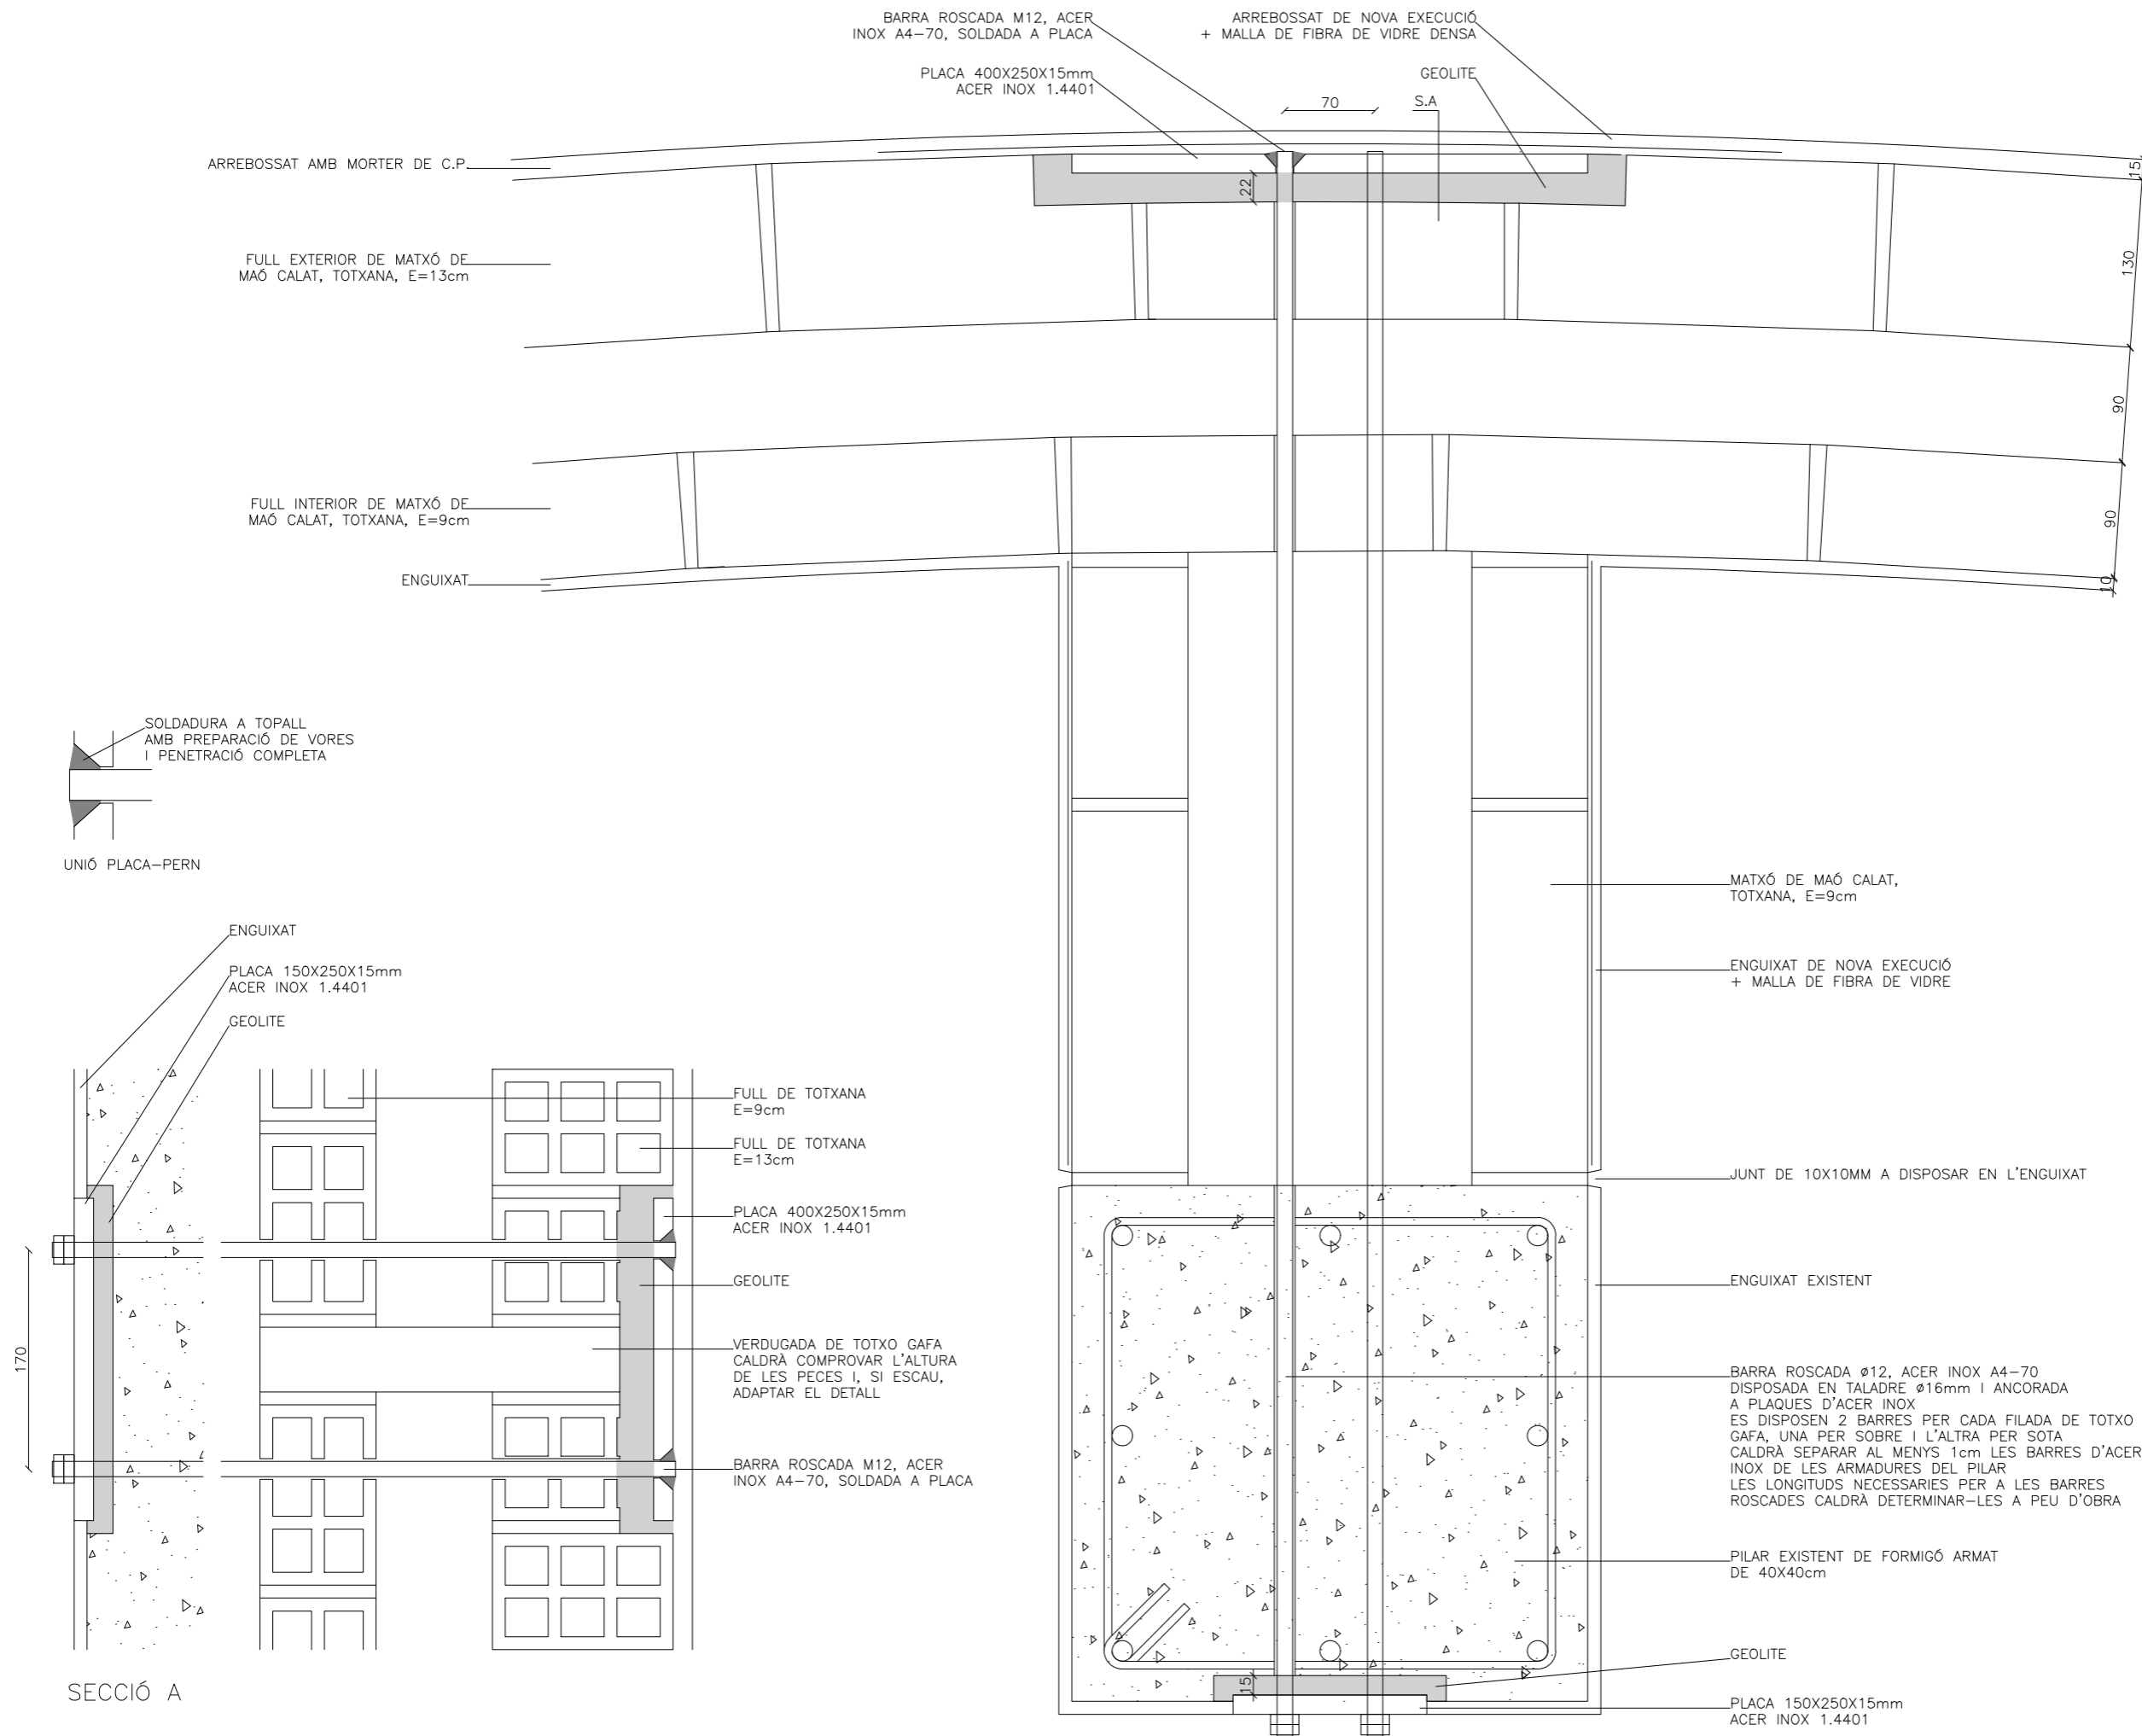 BARRA ROSCADA M12, ACER
INOX A4-70, SOLDADA A PLACA
ARREBOSSAT DE NOVA EXECUCIÓ
+ MALLA DE FIBRA DE VIDRE DENSA
PLACA 400X250X15mm
ACER INOX 1.4401
GEOLITE
70
S.A
ARREBOSSAT AMB MORTER DE C.P.
15
22
FULL EXTERIOR DE MATXÓ DE
MAÓ CALAT, TOTXANA, E=13cm
130
90
FULL INTERIOR DE MATXÓ DE
MAÓ CALAT, TOTXANA, E=9cm
90
ENGUIXAT
10
SOLDADURA A TOPALL
AMB PREPARACIÓ DE VORES
I PENETRACIÓ COMPLETA
UNIÓ PLACA-PERN
MATXÓ DE MAÓ CALAT,
TOTXANA, E=9cm
ENGUIXAT
PLACA 150X250X15mm
ACER INOX 1.4401
GEOLITE
ENGUIXAT DE NOVA EXECUCIÓ
+ MALLA DE FIBRA DE VIDRE
FULL DE TOTXANA
E=9cm
FULL DE TOTXANA
E=13cm
JUNT DE 10X10MM A DISPOSAR EN L'ENGUIXAT
PLACA 400X250X15mm
ACER INOX 1.4401
GEOLITE
ENGUIXAT EXISTENT
170
VERDUGADA DE TOTXO GAFA
CALDRÀ COMPROVAR L'ALTURA
DE LES PECES I, SI ESCAU,
ADAPTAR EL DETALL
BARRA ROSCADA ø12, ACER INOX A4-70
DISPOSADA EN TALADRE ø16mm I ANCORADA
A PLAQUES D'ACER INOX
ES DISPOSEN 2 BARRES PER CADA FILADA DE TOTXO
GAFA, UNA PER SOBRE I L'ALTRA PER SOTA
CALDRÀ SEPARAR AL MENYS 1cm LES BARRES D'ACER
INOX DE LES ARMADURES DEL PILAR
LES LONGITUDS NECESSARIES PER A LES BARRES
ROSCADES CALDRÀ DETERMINAR-LES A PEU D'OBRA
BARRA ROSCADA M12, ACER
INOX A4-70, SOLDADA A PLACA
PILAR EXISTENT DE FORMIGÓ ARMAT
DE 40X40cm
GEOLITE
15
SECCIÓ A
PLACA 150X250X15mm
ACER INOX 1.4401